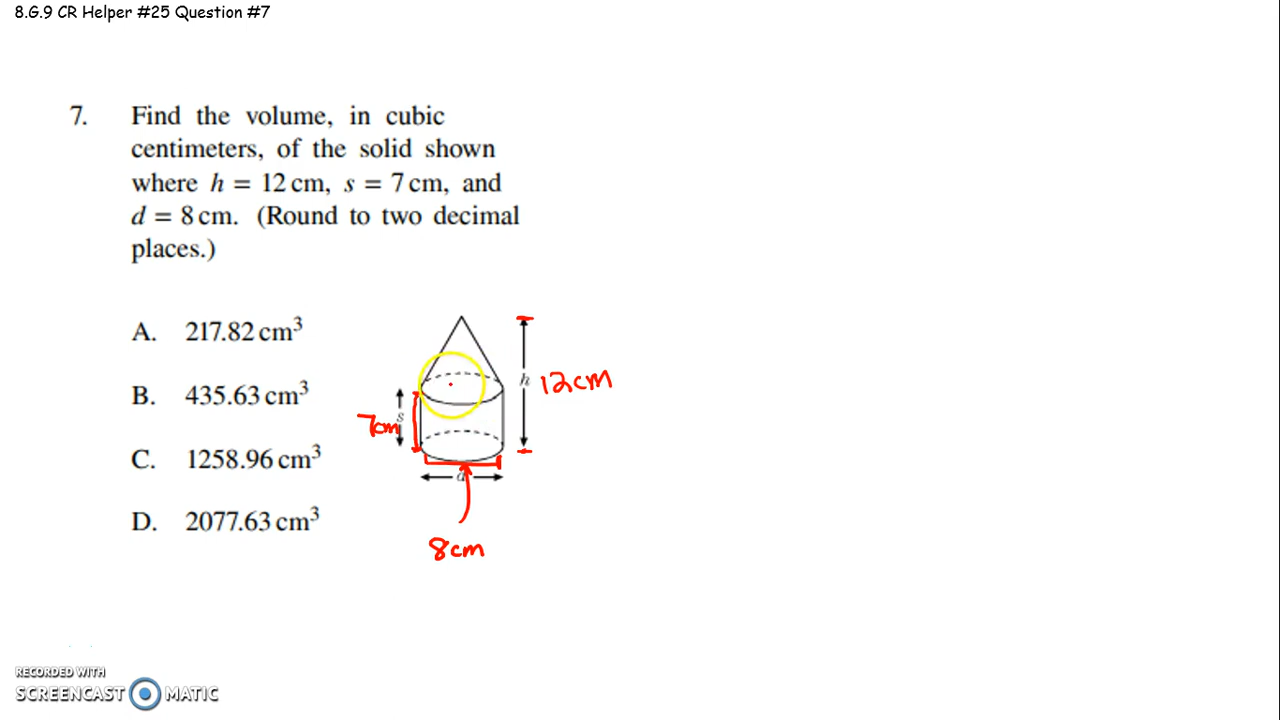 8.G.9 CR Helper #25 Question #7
7. Find the volume, in cubic
centimeters, of the solid shown
where h = 12 cm, s = 7 cm, and
d = 8 cm. (Round to two decimal
places.)
A. 217.82 cm³
B. 435.63 cm³
C. 1258.96 cm³
D. 2077.63 cm³
h 12cm
s
7cm
d
8cm
RECORDED WITH
SCREENCAST MATIC